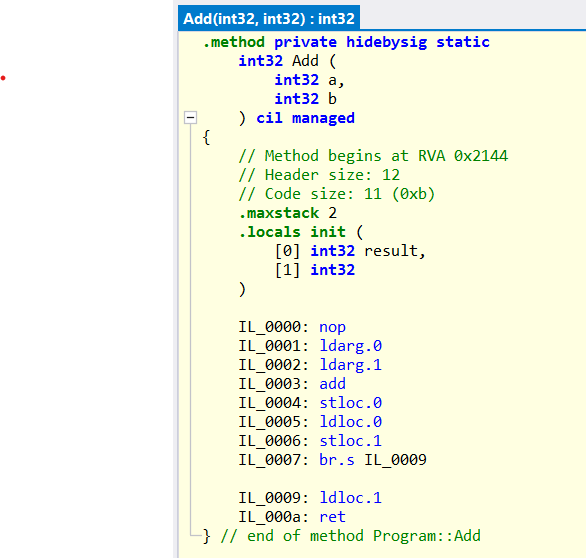 Add(int32, int32) : int32
.method private hidebysig static
int32 Add (
int32 a,
int32 b
) cil managed
{
// Method begins at RVA 0x2144
// Header size: 12
// Code size: 11 (0xb)
.maxstack 2
.locals init (
[0] int32 result,
[1] int32
)
IL_0000: nop
IL_0001: ldarg.0
IL_0002: ldarg.1
IL_0003: add
IL_0004: stloc.0
IL_0005: ldloc.0
IL_0006: stloc.1
IL_0007: br.s IL_0009
IL_0009: ldloc.1
IL_000a: ret
} // end of method Program::Add